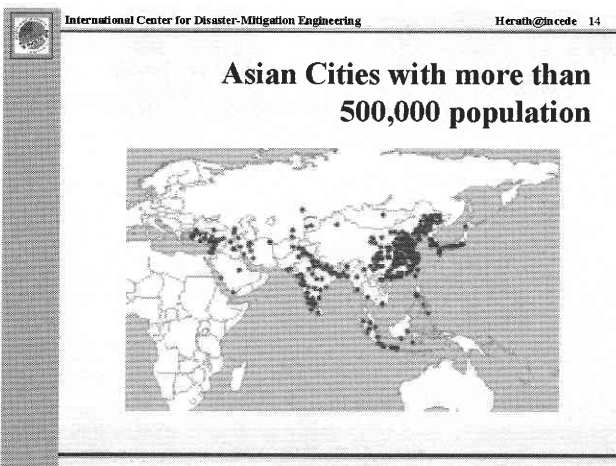 International Center for Disaster-Mitigation Engineering Herath@incede 14
Asian Cities with more than
500,000 population